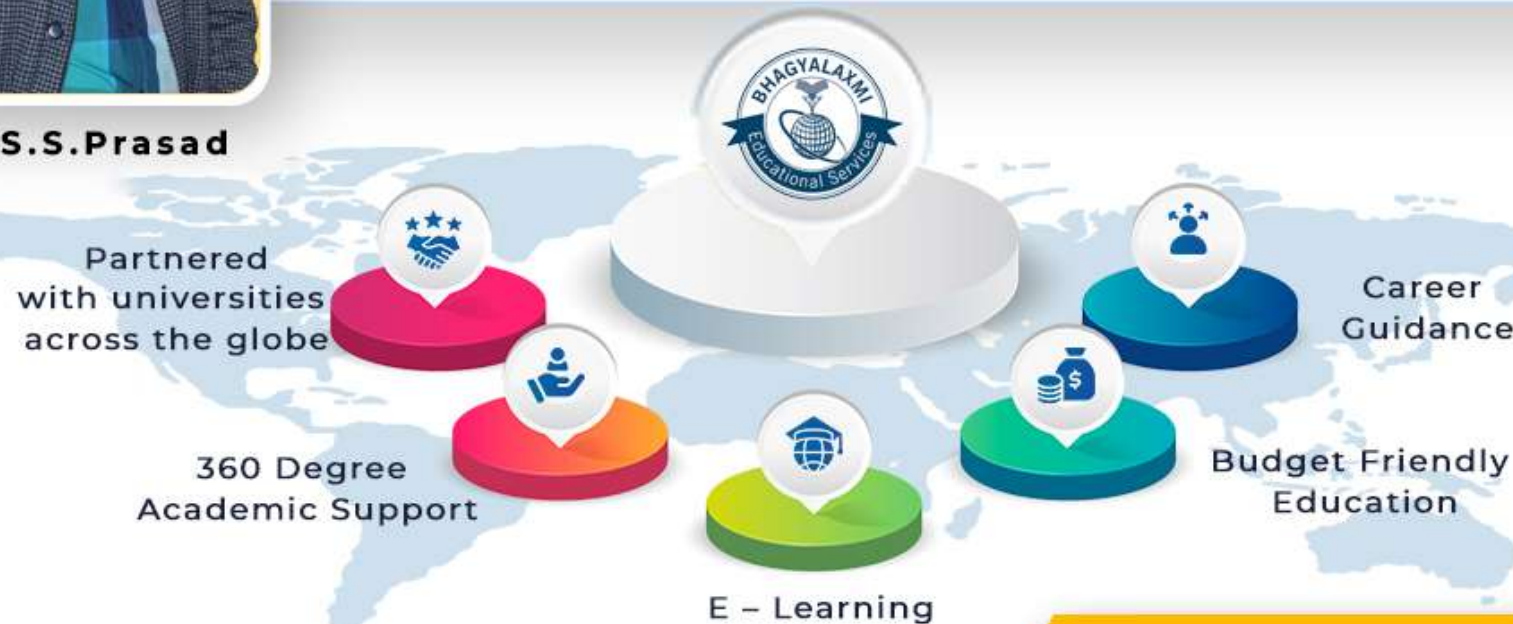 S.S.Prasad
BHAGYALAXMI
Educational Services
Partnered
with universities
across the globe
Career
Guidance
360 Degree
Academic Support
$
Budget Friendly
Education
E – Learning